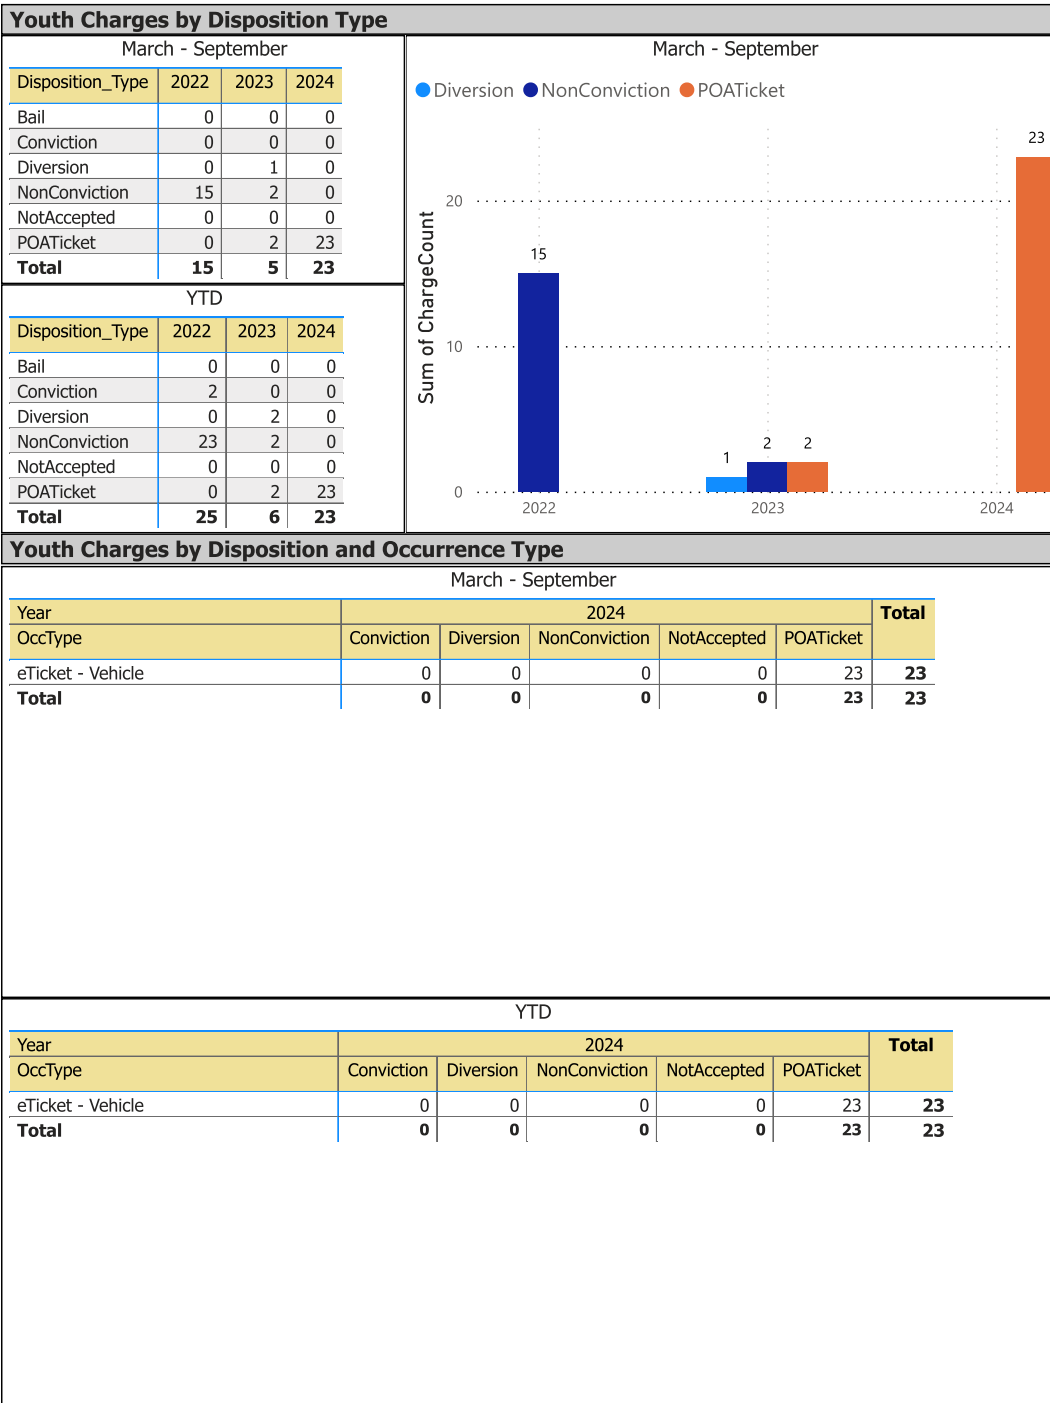 Youth Charges by Disposition Type
March - September
Disposition_Type 2022 2023 2024
Bail 0 0 0
Conviction 0 0 0
Diversion 0 1 0
NonConviction 15 2 0
NotAccepted 0 0 0
POATicket 0 2 23
Total 15 5 23
YTD
Disposition_Type 2022 2023 2024
Bail 0 0 0
Conviction 2 0 0
Diversion 0 2 0
NonConviction 23 2 0
NotAccepted 0 0 0
POATicket 0 2 23
Total 25 6 23
March - September
Diversion NonConviction POATicket
Sum of ChargeCount
20
10
0
15
1
2
2
23
2022 2023 2024
Youth Charges by Disposition and Occurrence Type
March - September
Year 2024 Total
OccType Conviction Diversion NonConviction NotAccepted POATicket
eTicket - Vehicle 0 0 0 0 23 23
Total 0 0 0 0 23 23
YTD
Year 2024 Total
OccType Conviction Diversion NonConviction NotAccepted POATicket
eTicket - Vehicle 0 0 0 0 23 23
Total 0 0 0 0 23 23